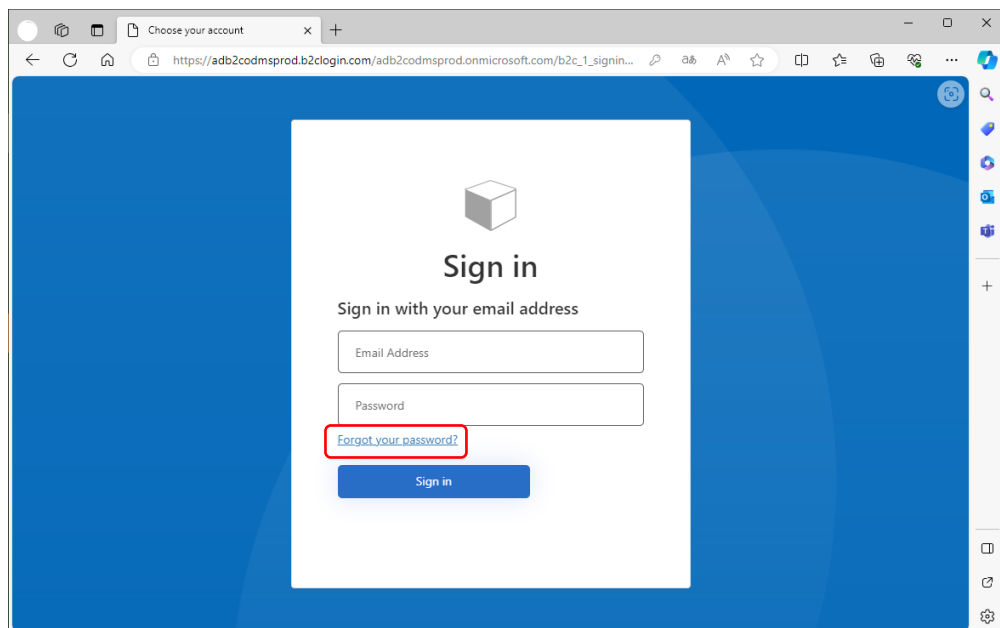 Choose your account
https://adb2codmsprod.b2clogin.com/adb2codmsprod.onmicrosoft.com/b2c_1_signin...
Sign in
Sign in with your email address
Email Address
Password
Forgot your password?
Sign in